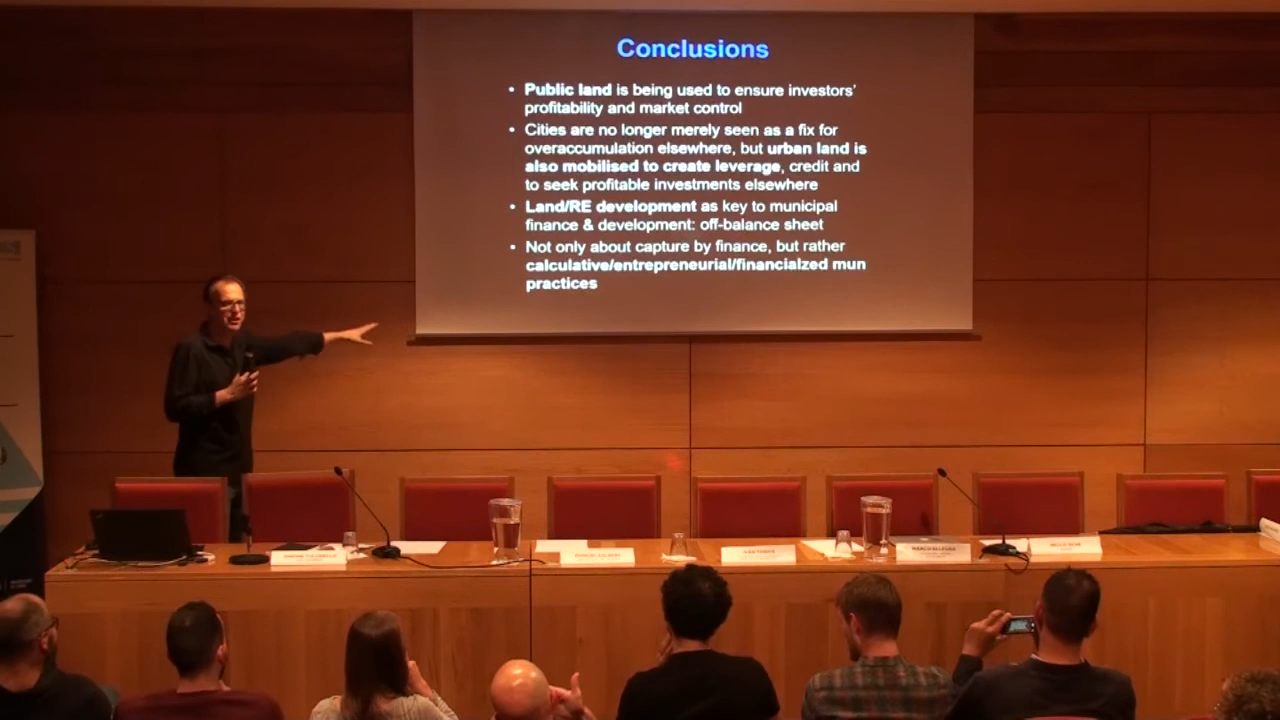 Conclusions
• Public land is being used to ensure investors'
profitability and market control
• Cities are no longer merely seen as a fix for
overaccumulation elsewhere, but urban land is
also mobilised to create leverage, credit and
to seek profitable investments elsewhere
• Land/RE development as key to municipal
finance & development: off-balance sheet
• Not only about capture by finance, but rather
calculative/entrepreneurial/financialzed mun
practices
MARCO ALLEGRA